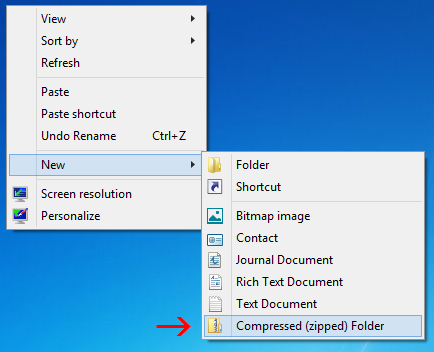 View
Sort by
Refresh
Paste
Paste shortcut
Undo Rename Ctrl+Z
New
Screen resolution
Personalize
Folder
Shortcut
Bitmap image
Contact
Journal Document
Rich Text Document
Text Document
Compressed (zipped) Folder